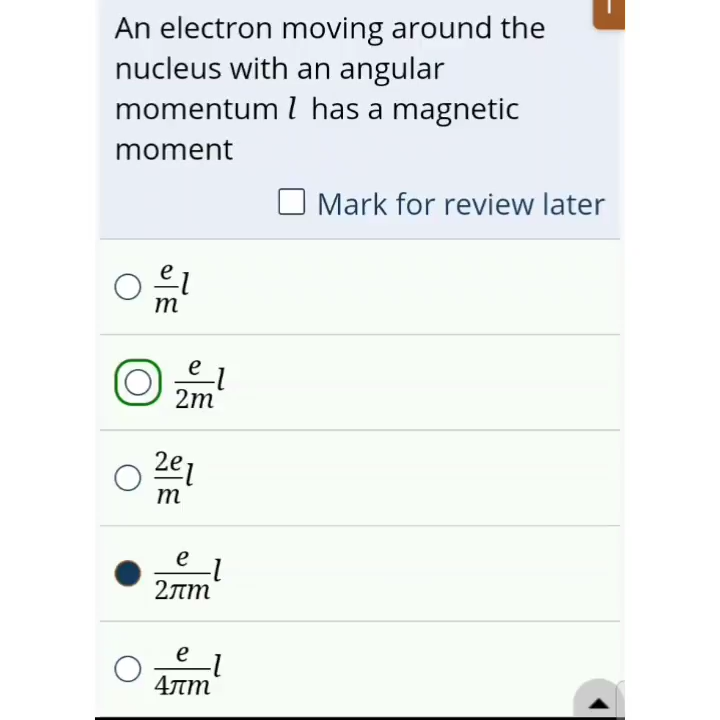 An electron moving around the
nucleus with an angular
momentum l has a magnetic
moment
Mark for review later
e/m l
e/2m l
2e/m l
e/2πm l
e/4πm l